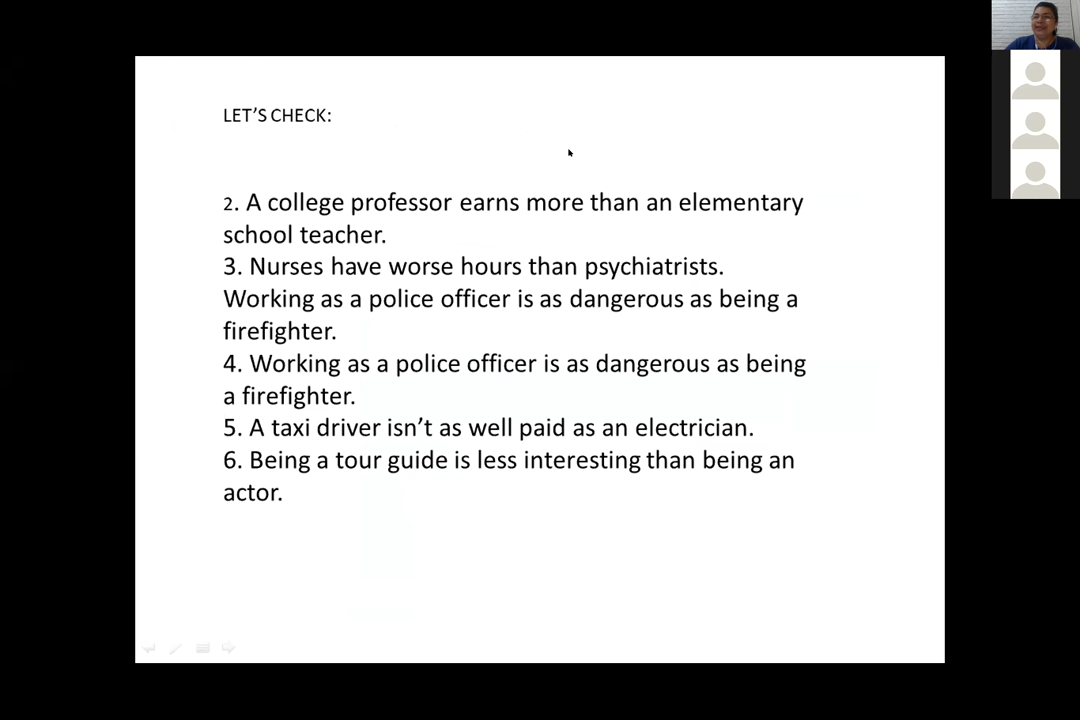 LET'S CHECK:
2. A college professor earns more than an elementary
school teacher.
3. Nurses have worse hours than psychiatrists.
Working as a police officer is as dangerous as being a
firefighter.
4. Working as a police officer is as dangerous as being
a firefighter.
5. A taxi driver isn’t as well paid as an electrician.
6. Being a tour guide is less interesting than being an
actor.